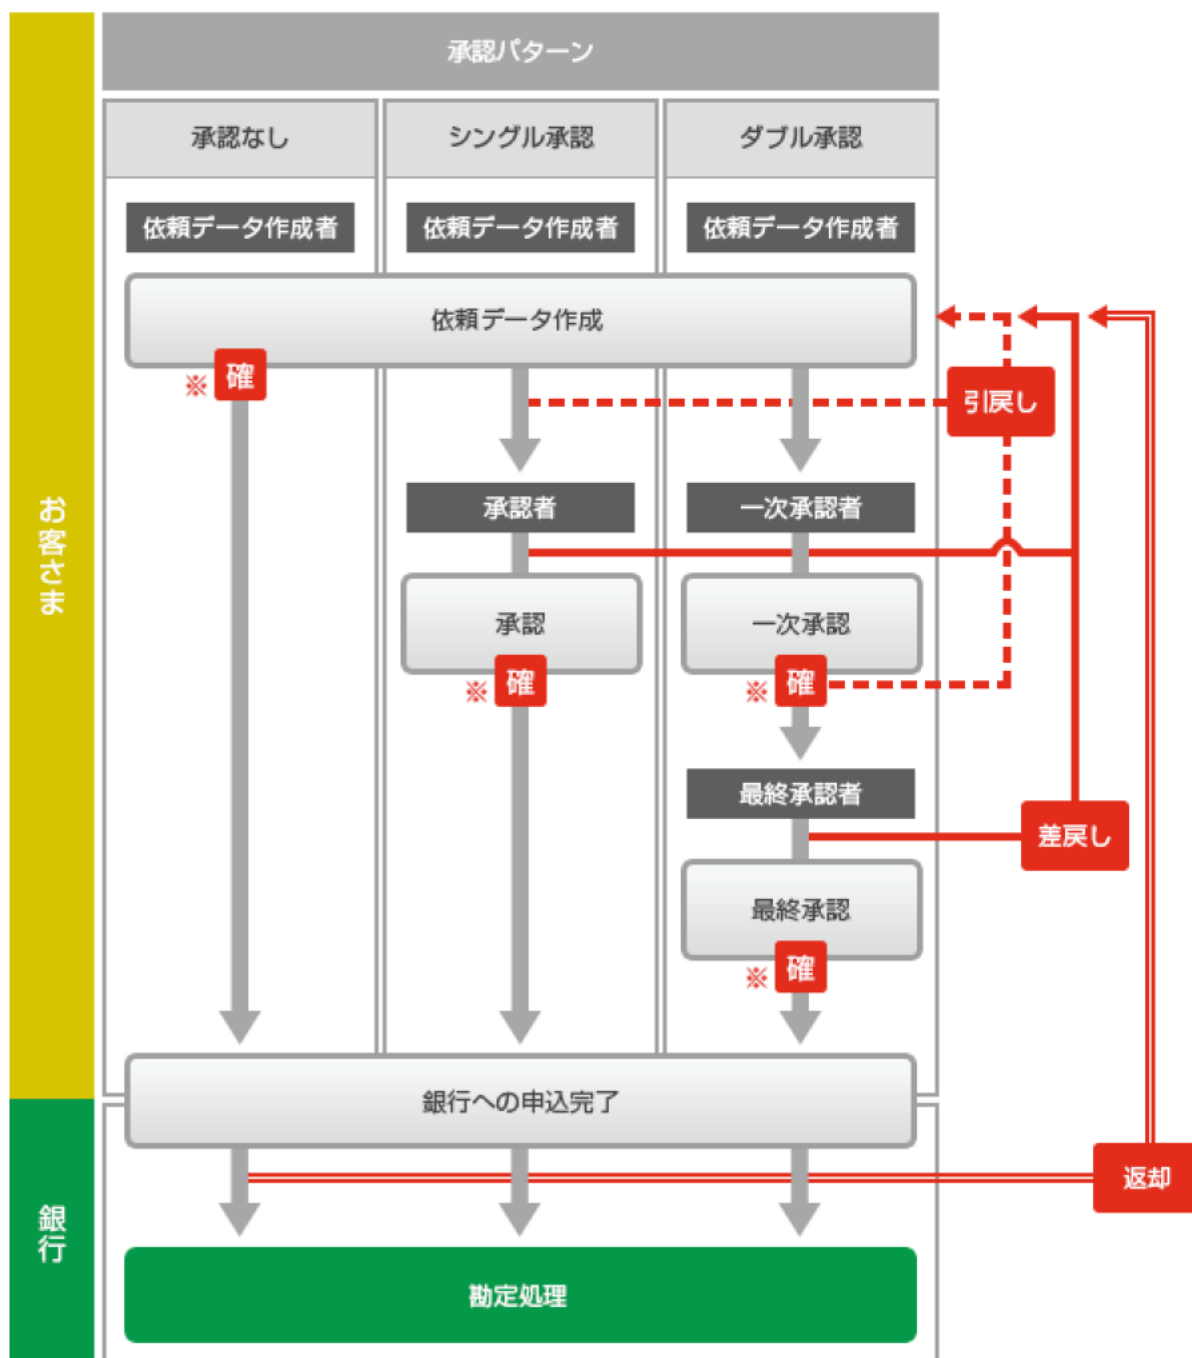 承認パターン
承認なし
シングル承認
ダブル承認
依頼データ作成者
依頼データ作成者
依頼データ作成者
依頼データ作成
※ 確
引戻し
お客さま
承認者
一次承認者
承認
一次承認
※ 確
※ 確
最終承認者
差戻し
最終承認
※ 確
銀行への申込完了
返却
銀行
勘定処理